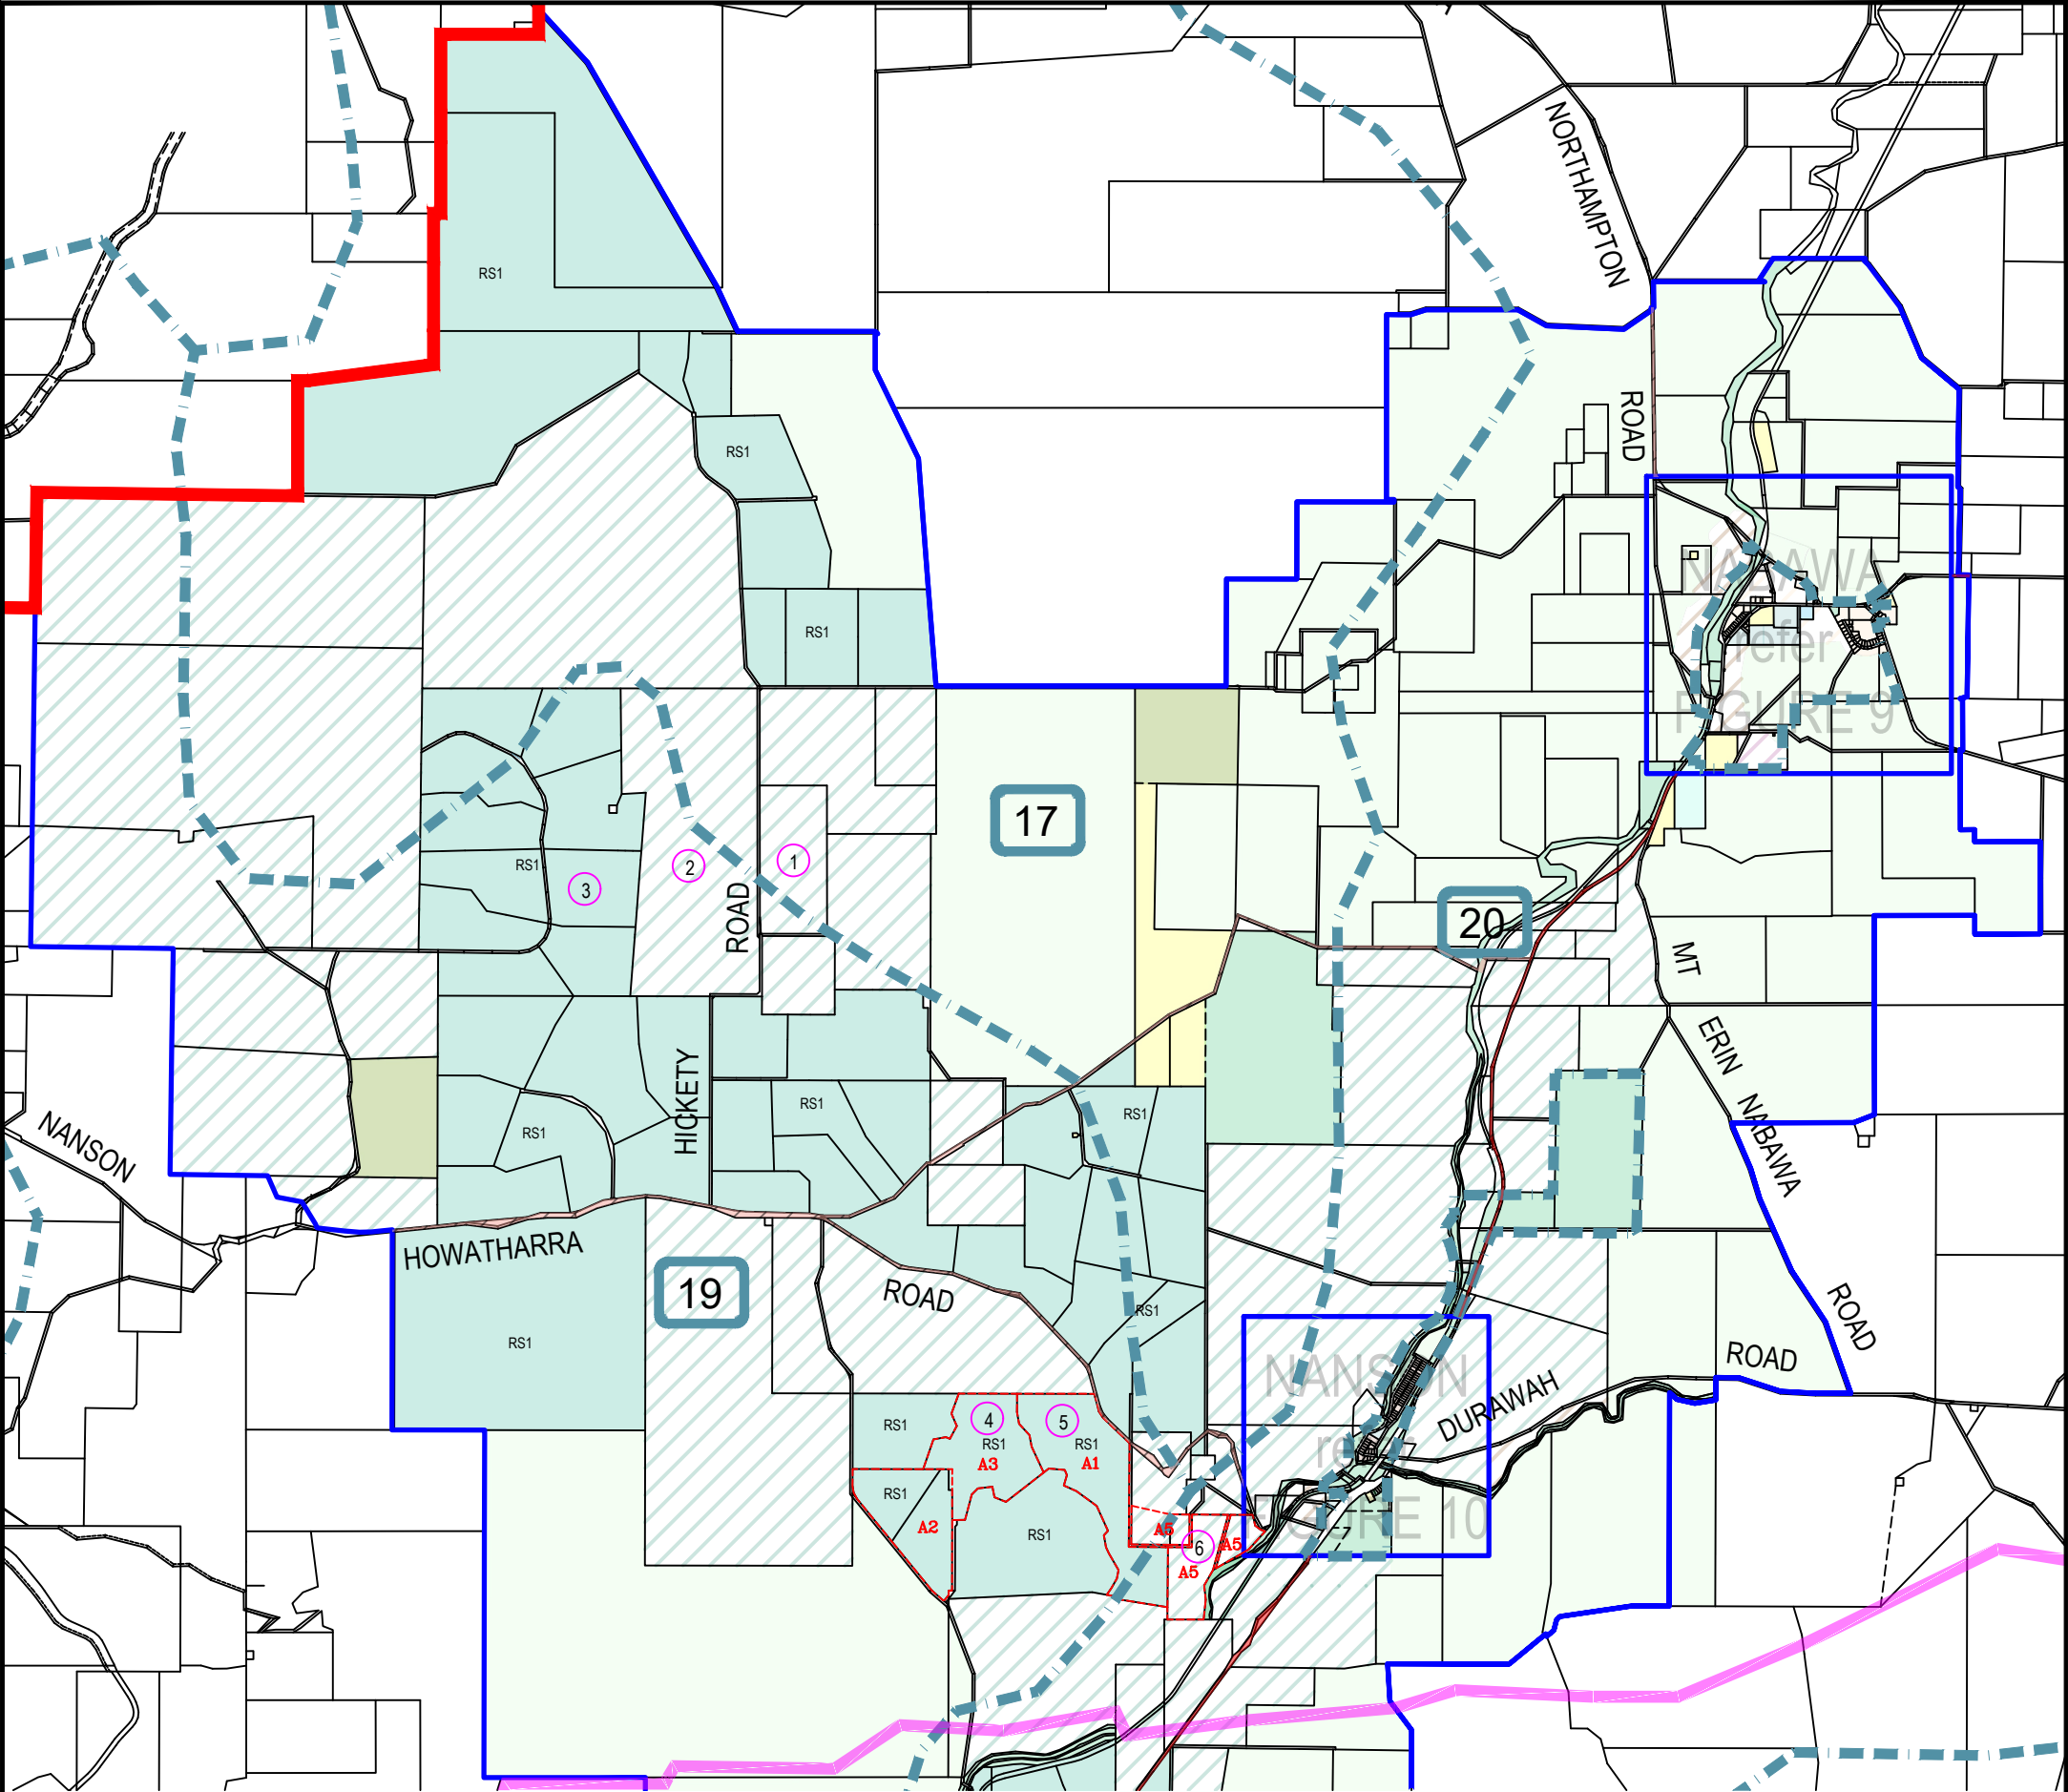 NORTHAMPTON
ROAD
RS1
RS1
RS1
NABAWA
refer
FIGURE 9
17
RS1
3
2
1
ROAD
20
MT
ERIN
NABAWA
ROAD
NANSON
HICKETY
RS1
RS1
RS1
HOWATHARRA
ROAD
19
RS1
RS1
NANSON
refer
FIGURE 10
DURAWAH
ROAD
RS1
4
RS1
A3
5
RS1
A1
RS1
A2
RS1
A5
6
A5
A5